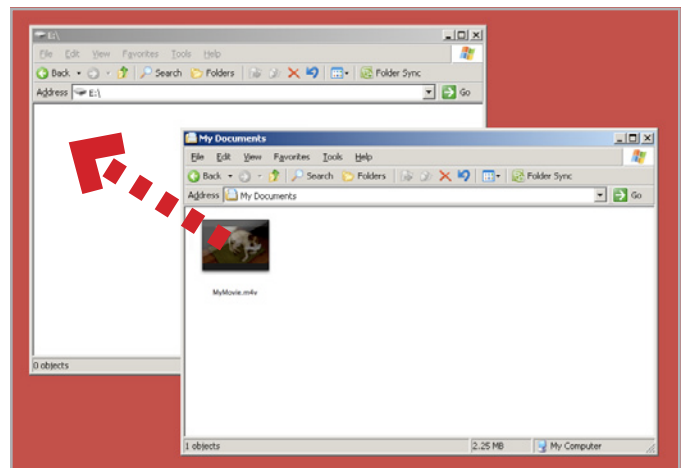 E:\
File Edit View Favorites Tools Help
Back Search Folders Folder Sync
Address E:\ Go
0 objects
My Documents
File Edit View Favorites Tools Help
Back Search Folders Folder Sync
Address My Documents Go
MyMovie.m4v
1 objects 2.25 MB My Computer